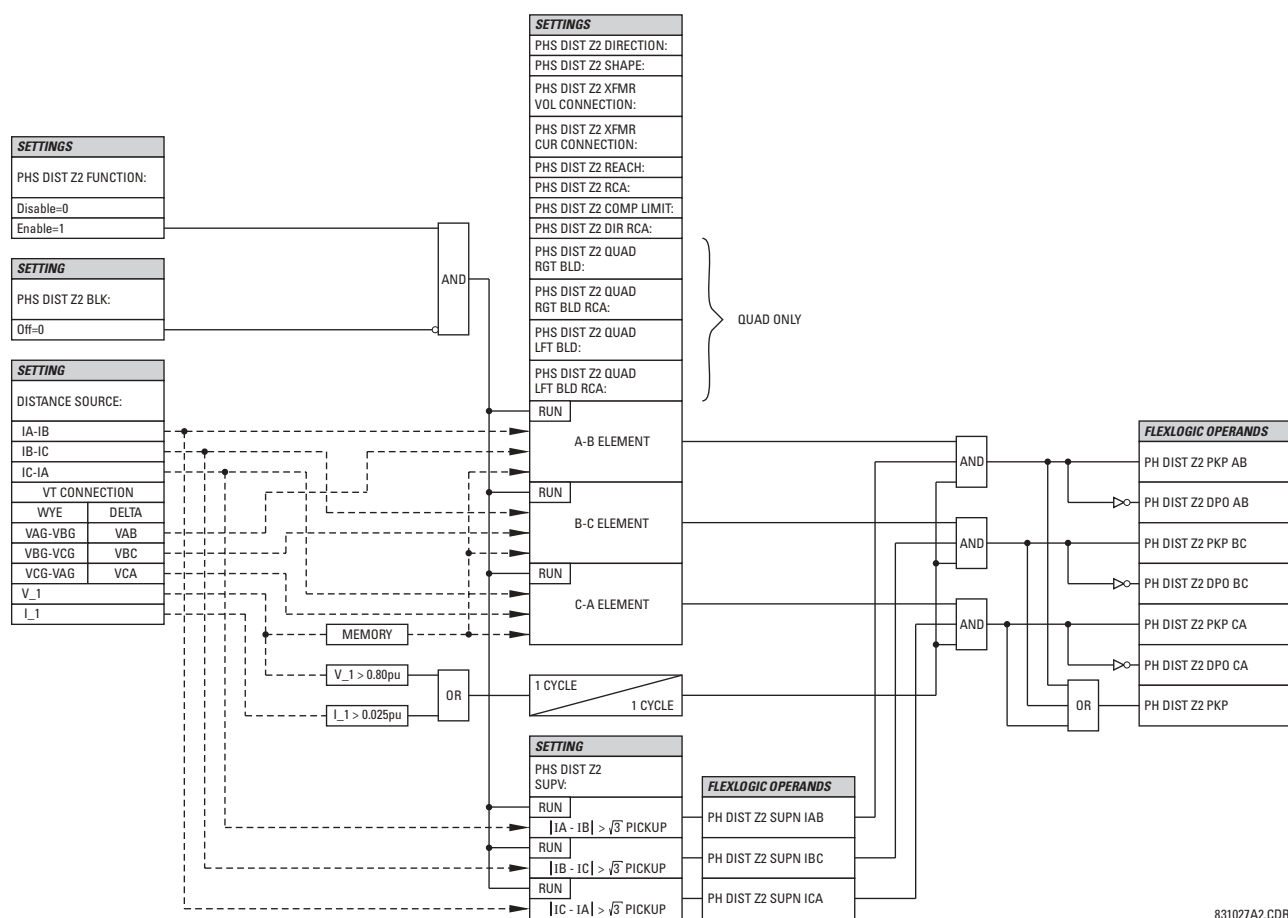 SETTINGS
PHS DIST Z2 DIRECTION:
PHS DIST Z2 SHAPE:
PHS DIST Z2 XFMR
VOL CONNECTION:
PHS DIST Z2 XFMR
CUR CONNECTION:
PHS DIST Z2 REACH:
PHS DIST Z2 RCA:
PHS DIST Z2 COMP LIMIT:
PHS DIST Z2 DIR RCA:
PHS DIST Z2 QUAD
RGT BLD:
PHS DIST Z2 QUAD
RGT BLD RCA:
PHS DIST Z2 QUAD
LFT BLD:
PHS DIST Z2 QUAD
LFT BLD RCA:
QUAD ONLY
SETTINGS
PHS DIST Z2 FUNCTION:
Disable=0
Enable=1
SETTING
PHS DIST Z2 BLK:
Off=0
AND
SETTING
DISTANCE SOURCE:
IA-IB
IB-IC
IC-IA
VT CONNECTION
WYE DELTA
VAG-VBG VAB
VBG-VCG VBC
VCG-VAG VCA
V_1
I_1
MEMORY
V_1 > 0.80pu
I_1 > 0.025pu
OR
RUN
A-B ELEMENT
RUN
B-C ELEMENT
RUN
C-A ELEMENT
1 CYCLE
1 CYCLE
SETTING
PHS DIST Z2
SUPV:
RUN
|IA - IB| > √3 PICKUP
RUN
|IB - IC| > √3 PICKUP
RUN
|IC - IA| > √3 PICKUP
FLEXLOGIC OPERANDS
PH DIST Z2 SUPN IAB
PH DIST Z2 SUPN IBC
PH DIST Z2 SUPN ICA
AND
AND
AND
OR
FLEXLOGIC OPERANDS
PH DIST Z2 PKP AB
PH DIST Z2 DPO AB
PH DIST Z2 PKP BC
PH DIST Z2 DPO BC
PH DIST Z2 PKP CA
PH DIST Z2 DPO CA
PH DIST Z2 PKP
831027A2.CDR